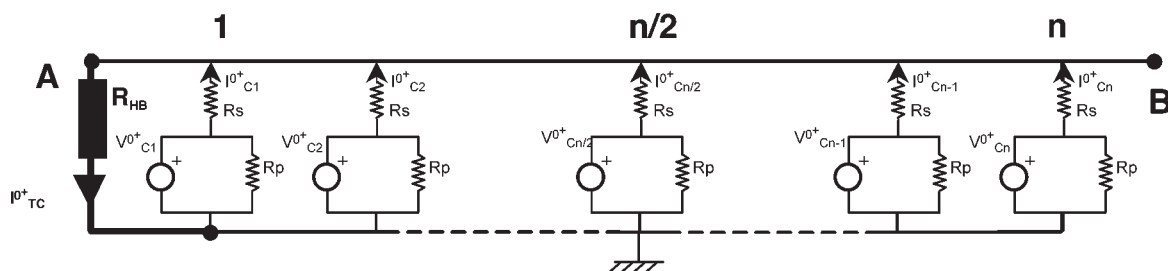 1 n/2 n
A B
R_HB
I^0+_TC
I^0+_C1 I^0+_C2 I^0+_Cn/2 I^0+_Cn-1 I^0+_Cn
Rs Rs Rs Rs Rs
V^0+_C1 V^0+_C2 V^0+_Cn/2 V^0+_Cn-1 V^0+_Cn
+ + + + +
Rp Rp Rp Rp Rp